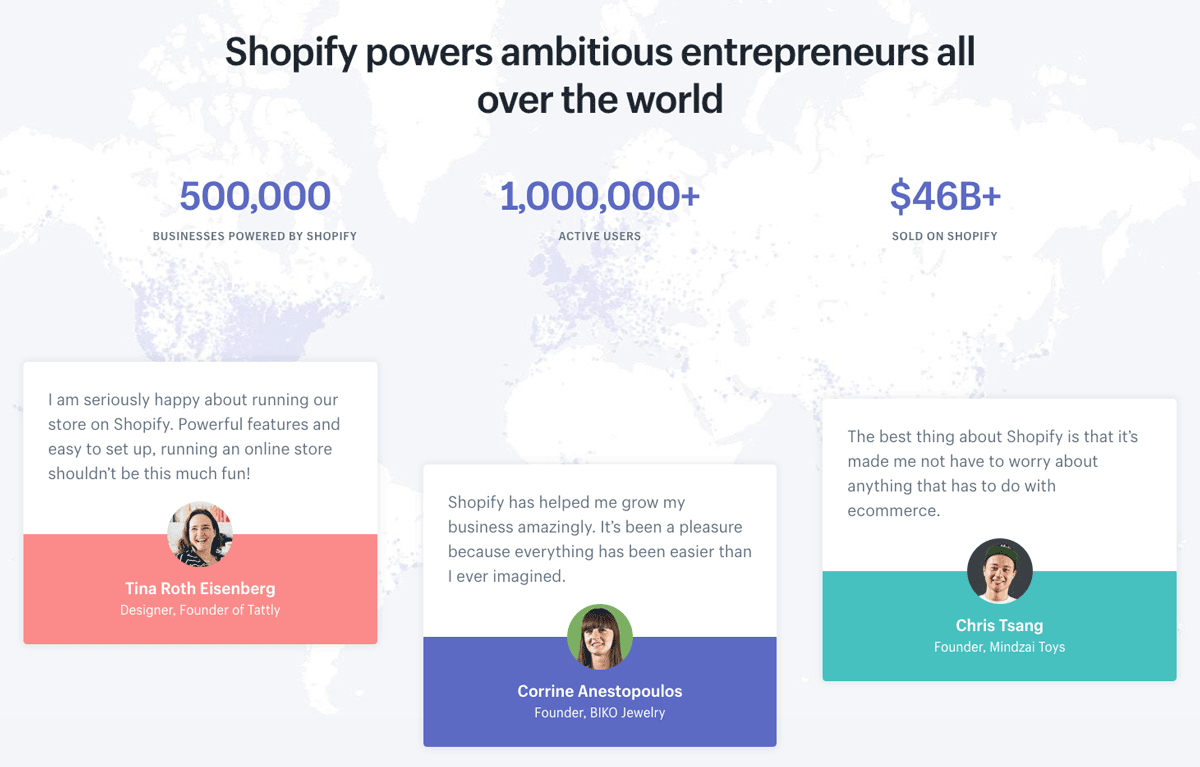 Shopify powers ambitious entrepreneurs all
over the world
500,000
BUSINESSES POWERED BY SHOPIFY
1,000,000+
ACTIVE USERS
$46B+
SOLD ON SHOPIFY
I am seriously happy about running our
store on Shopify. Powerful features and
easy to set up, running an online store
shouldn't be this much fun!
Tina Roth Eisenberg
Designer, Founder of Tattly
Shopify has helped me grow my
business amazingly. It's been a pleasure
because everything has been easier than
I ever imagined.
Corrine Anestopoulos
Founder, BIKO Jewelry
The best thing about Shopify is that it's
made me not have to worry about
anything that has to do with
ecommerce.
Chris Tsang
Founder, Mindzai Toys